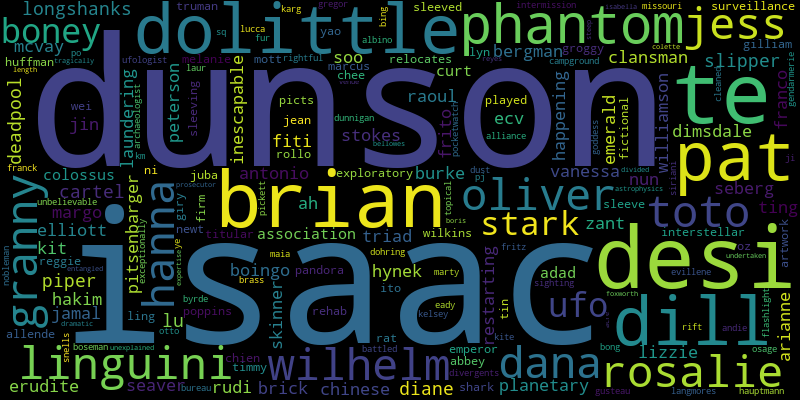 longshanks truman karg gregor intermission missouri surveillance
boney dolittle phantom jess
sq lucca bing sleeved isabella
fur yao albino colette
huffman mcvay po ufologist melanie mott rightful soo lyn bergman groggy clansman slipper gilliam
tragically marcus relocates gendarmerie
length laur chee curt
deadpool dunson te
archaeologist laundering peterson sleeving inescapable raoul happening williamson emerald fictional franco
wei picts dunnigan played pocketwatch goddess cleaned
jin jean frito ecv dimsdale
km fiti stokes alliance
rollo bellowes pat
franck ni juba exploratory burke vanessa nun divided ji
colossus antonio topical pj dust campground astrophysics siriani
unbelievable cartel prosecutor pickett brian oliver sleeve seberg
granny margo pitsenbarger hanna giry firm ah boris stark zant toto ting
exceptionally newt titular association triad wilkins interstellar
nobleman elliott ye maia dohring fritz oz artwork
kit reggie expertise isaac desi
entangled boingo pandora hynek marty adad restarting ufo evillene undertaken
piper brass ito sighting
hakim byrde skinner rehab eady tin foxworth dill rift flashlight
jamal ling poppins kelsey kite andie arianne
allende dramatic lu otto rat battled emperor lizzie
snells boseman unexplained chien abbey bong osage
linguini wilhelm dana rosalie
timmy planetary
erudite seaver bureau rudi brick chinese diane shark divergents gusteau langmores hauptmann